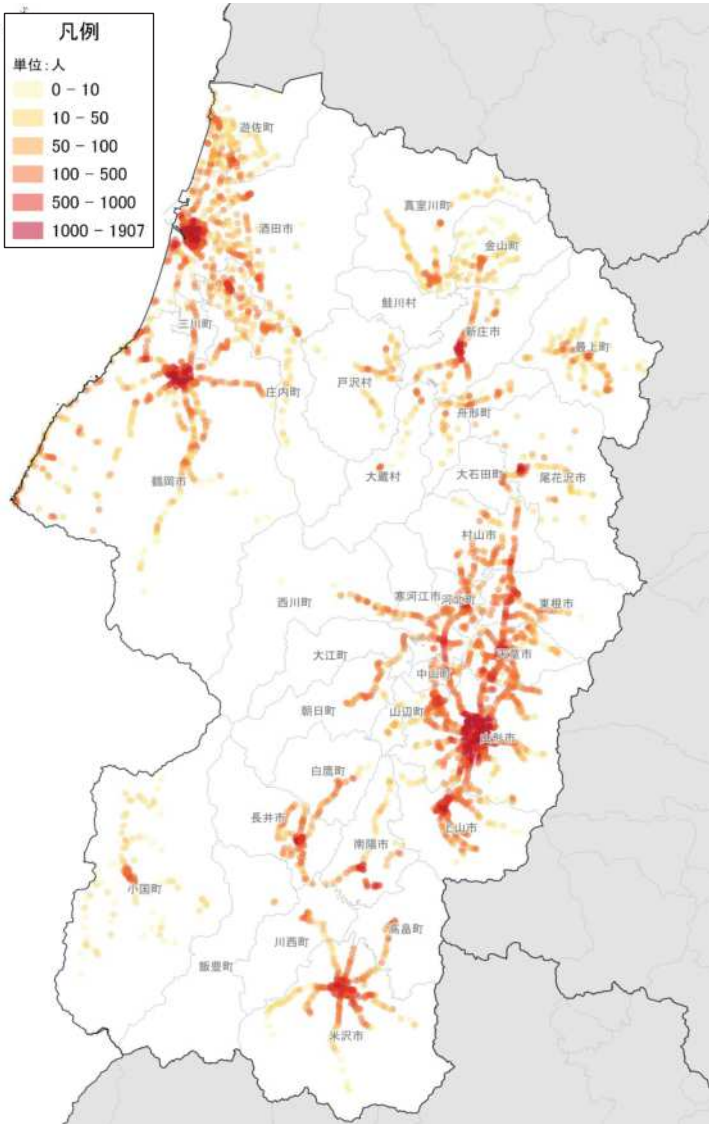 凡例
単位:人
0 – 10
10 – 50
50 – 100
100 – 500
500 – 1000
1000 – 1907
遊佐町
酒田市
真室川町
金山町
鮭川村
新庄市
最上町
三川町
庄内町
戸沢村
舟形町
大蔵村
大石田町
尾花沢市
鶴岡市
村山市
西川町
寒河江市
河北町
東根市
大江町
天童市
中山町
朝日町
山辺町
山形市
白鷹町
長井市
南陽市
上山市
小国町
川西町
高畠町
飯豊町
米沢市